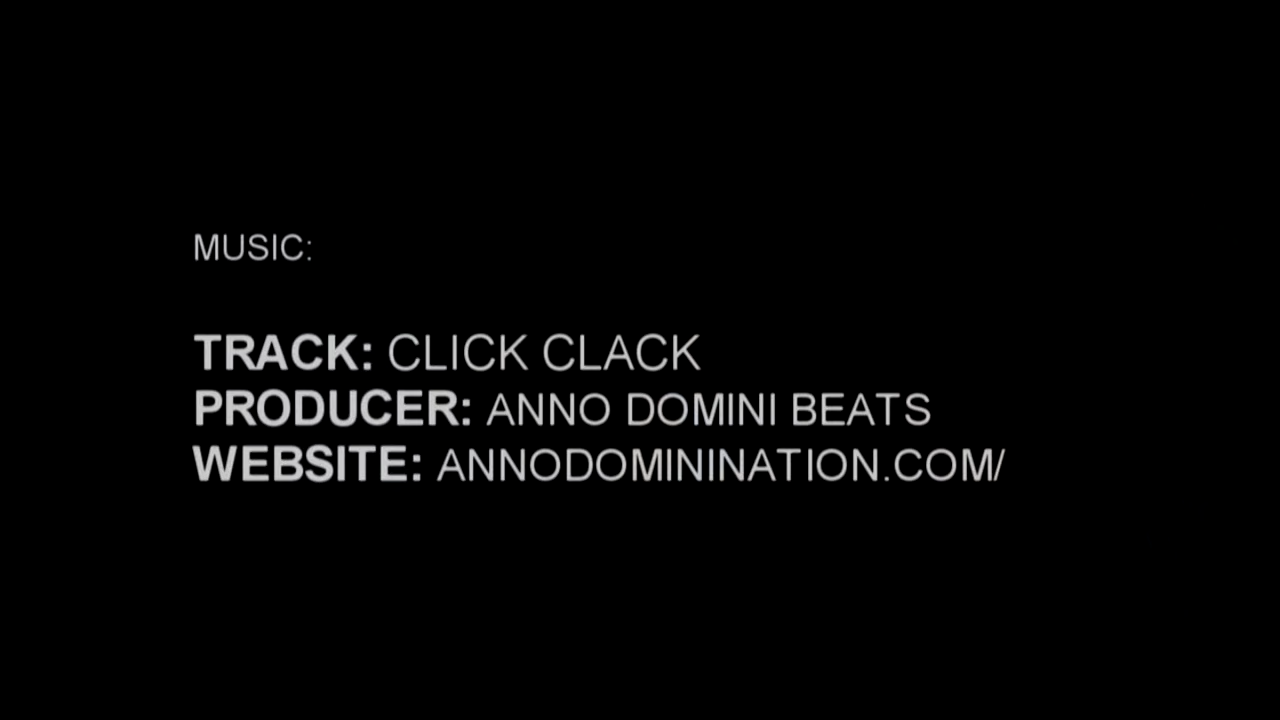 MUSIC:
TRACK: CLICK CLACK
PRODUCER: ANNO DOMINI BEATS
WEBSITE: ANNODOMININATION.COM/